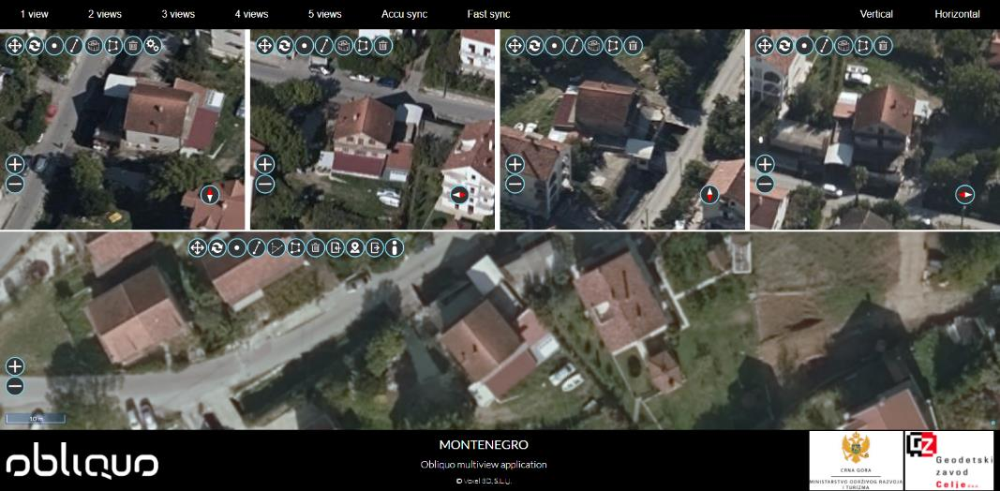 1 view 2 views 3 views 4 views 5 views Accu sync Fast sync Vertical Horizontal
10 m
obliquo
MONTENEGRO
Obliquo multiview application
© Voxel 3D, S.L.U.
CRNA GORA
MINISTARSTVO ODRŽIVOG RAZVOJA
I TURIZMA
GZ
Geodetski
zavod
Celje d.o.o.